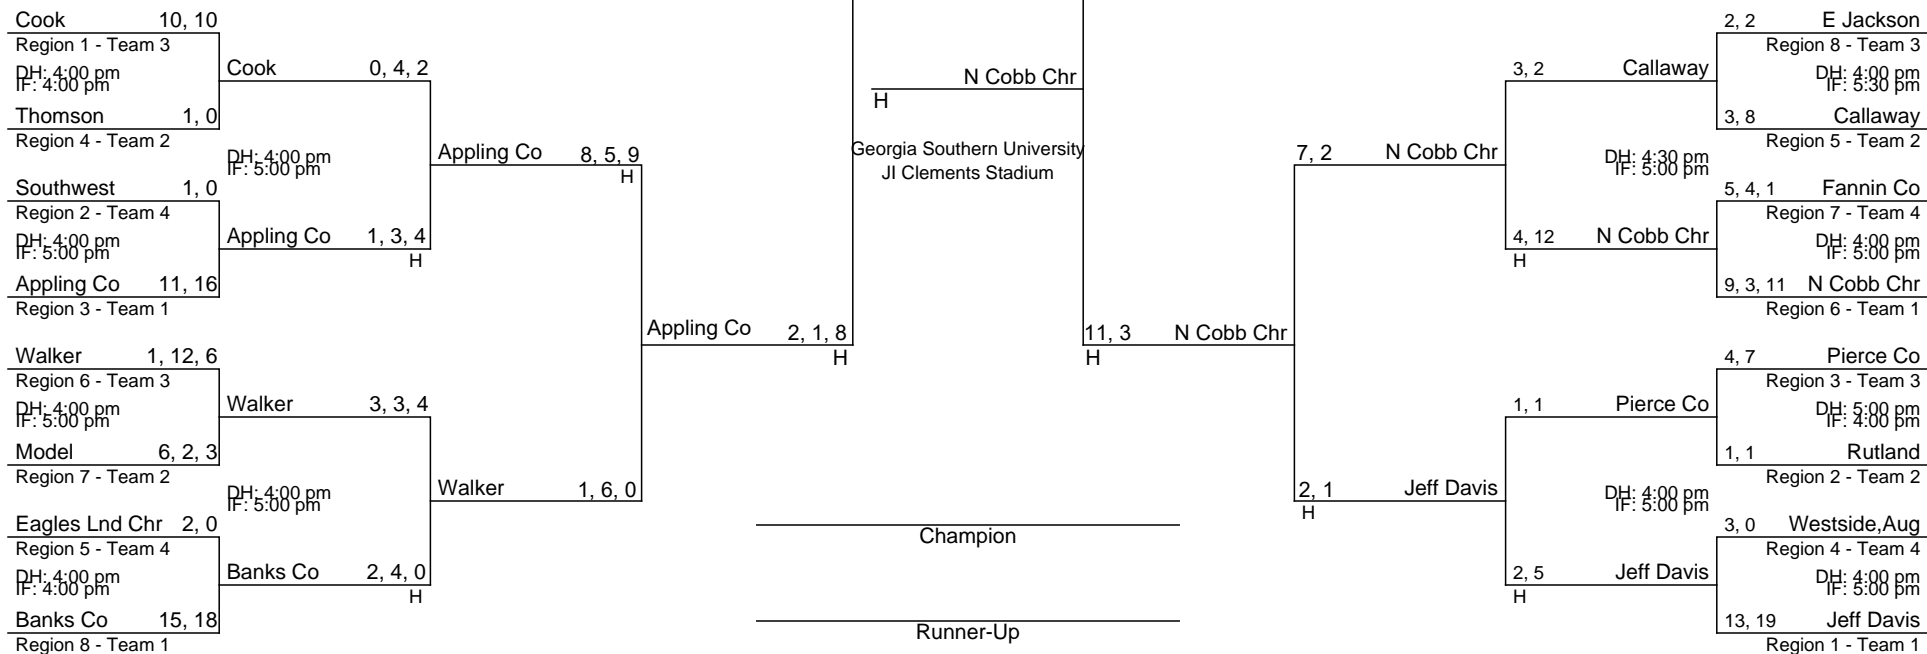 Cook 10, 10
Region 1 - Team 3
DH: 4:00 pm
IF: 4:00 pm
Thomson 1, 0
Region 4 - Team 2
Southwest 1, 0
Region 2 - Team 4
DH: 4:00 pm
IF: 5:00 pm
Appling Co 11, 16
Region 3 - Team 1
Walker 1, 12, 6
Region 6 - Team 3
DH: 4:00 pm
IF: 5:00 pm
Model 6, 2, 3
Region 7 - Team 2
Eagles Lnd Chr 2, 0
Region 5 - Team 4
DH: 4:00 pm
IF: 4:00 pm
Banks Co 15, 18
Region 8 - Team 1
Cook 0, 4, 2
DH: 4:00 pm
IF: 5:00 pm
Appling Co 1, 3, 4
H
Walker 3, 3, 4
DH: 4:00 pm
IF: 5:00 pm
Banks Co 2, 4, 0
H
Appling Co 8, 5, 9
H
Walker 1, 6, 0
Appling Co 2, 1, 8
H
N Cobb Chr
H
Georgia Southern University
JI Clements Stadium
Champion
Runner-Up
11, 3 N Cobb Chr
H
7, 2 N Cobb Chr
2, 1 Jeff Davis
H
3, 2 Callaway
DH: 4:30 pm
IF: 5:00 pm
4, 12 N Cobb Chr
H
1, 1 Pierce Co
DH: 4:00 pm
IF: 5:00 pm
2, 5 Jeff Davis
H
2, 2 E Jackson
Region 8 - Team 3
DH: 4:00 pm
IF: 5:30 pm
3, 8 Callaway
Region 5 - Team 2
5, 4, 1 Fannin Co
Region 7 - Team 4
DH: 4:00 pm
IF: 5:00 pm
9, 3, 11 N Cobb Chr
Region 6 - Team 1
4, 7 Pierce Co
Region 3 - Team 3
DH: 5:00 pm
IF: 4:00 pm
1, 1 Rutland
Region 2 - Team 2
3, 0 Westside,Aug
Region 4 - Team 4
DH: 4:00 pm
IF: 5:00 pm
13, 19 Jeff Davis
Region 1 - Team 1